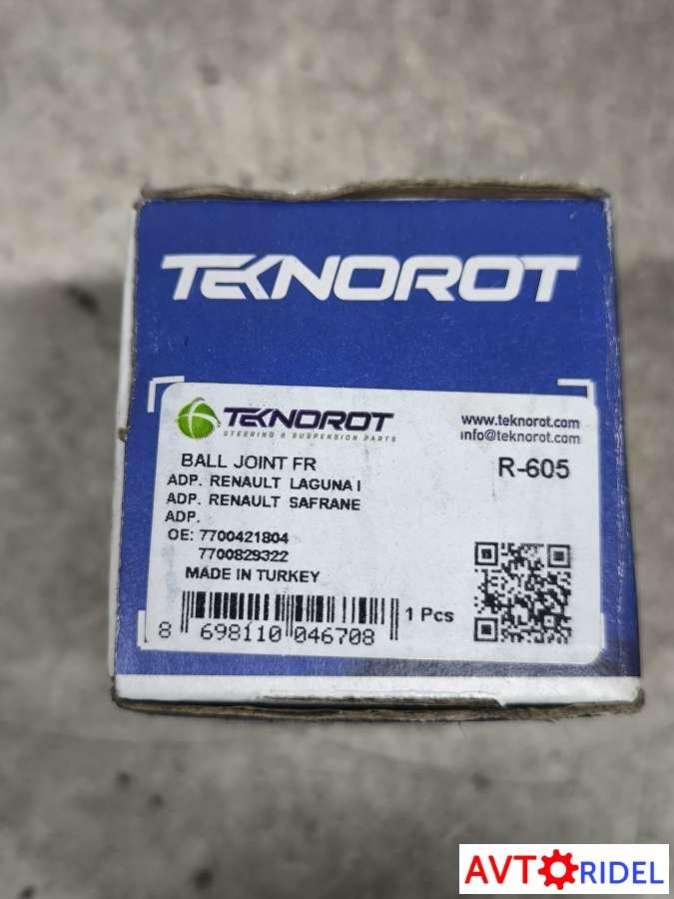 TEKNOROT
TEKNOROT
STEERING & SUSPENSION PARTS
www.teknorot.com
info@teknorot.com
BALL JOINT FR
R-605
ADP. RENAULT LAGUNA I
ADP. RENAULT SAFRANE
ADP.
OE: 7700421804
7700829322
MADE IN TURKEY
1 Pcs
8 698110 046708
AVTORIDEL